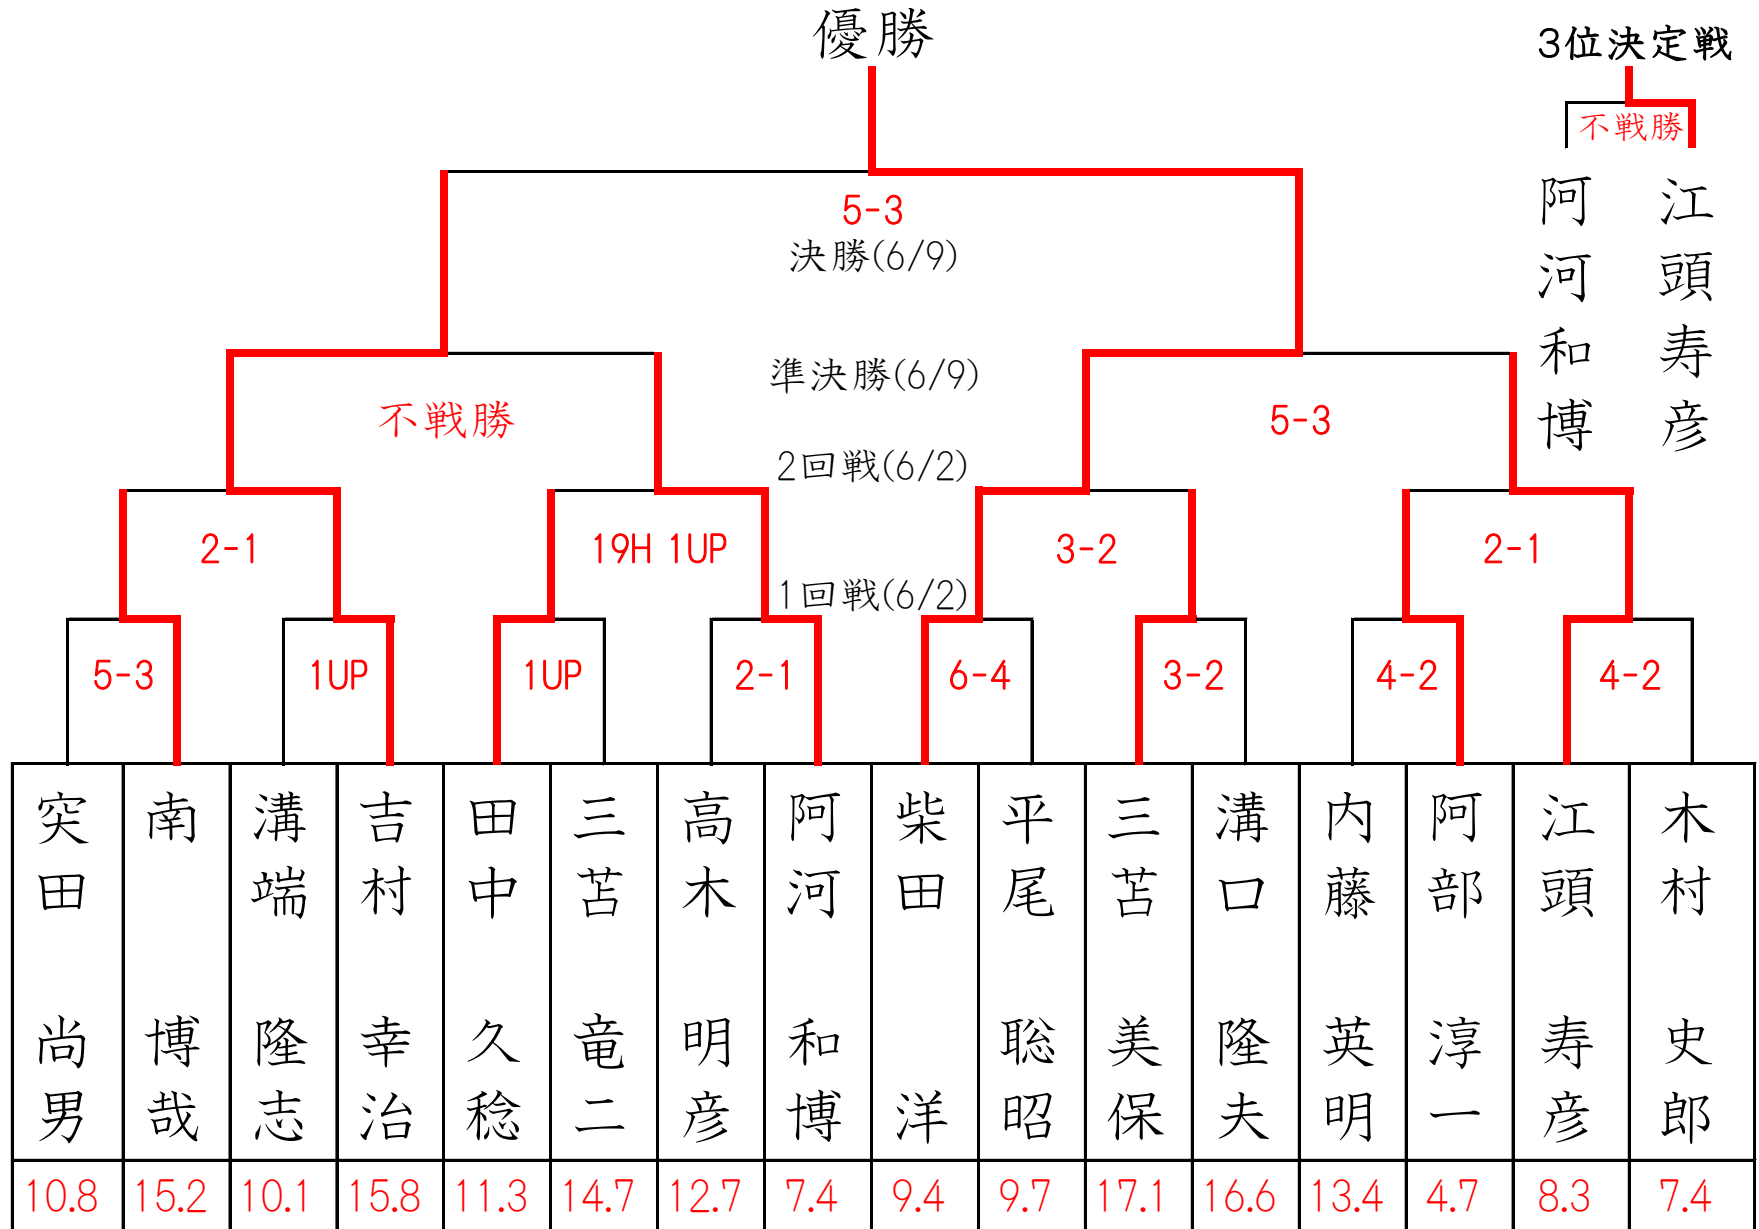 優勝
3位決定戦
不戦勝
阿河和博
江頭寿彦
5-3
決勝(6/9)
準決勝(6/9)
不戦勝
5-3
2回戦(6/2)
2-1
19H 1UP
3-2
2-1
1回戦(6/2)
5-3
1UP
1UP
2-1
6-4
3-2
4-2
4-2
突田 尚男
南 博哉
溝端 隆志
吉村 幸治
田中 久稔
三苫 竜二
高木 明彦
阿河 和博
柴田 洋
平尾 聡昭
三苫 美保
溝口 隆夫
内藤 英明
阿部 淳一
江頭 寿彦
木村 史郎
10.8 15.2 10.1 15.8 11.3 14.7 12.7 7.4 9.4 9.7 17.1 16.6 13.4 4.7 8.3 7.4